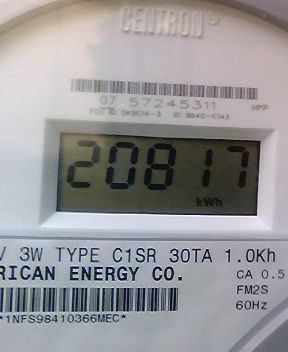 CENTRON®
07 57245311 HPP
20817
kWh
V 3W TYPE C1SR 30TA 1.0Kh
RICAN ENERGY CO. CA 0.5
FM2S
*1NFS98410366MEC* 60Hz